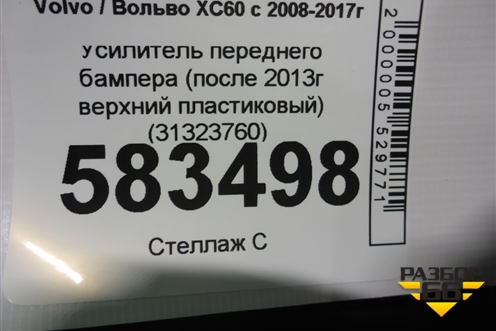 Volvo / Вольво XC60 с 2008-2017г
усилитель переднего
бампера (после 2013г
верхний пластиковый)
(31323760)
583498
Стеллаж С
2000005529771
РАЗБОР
66